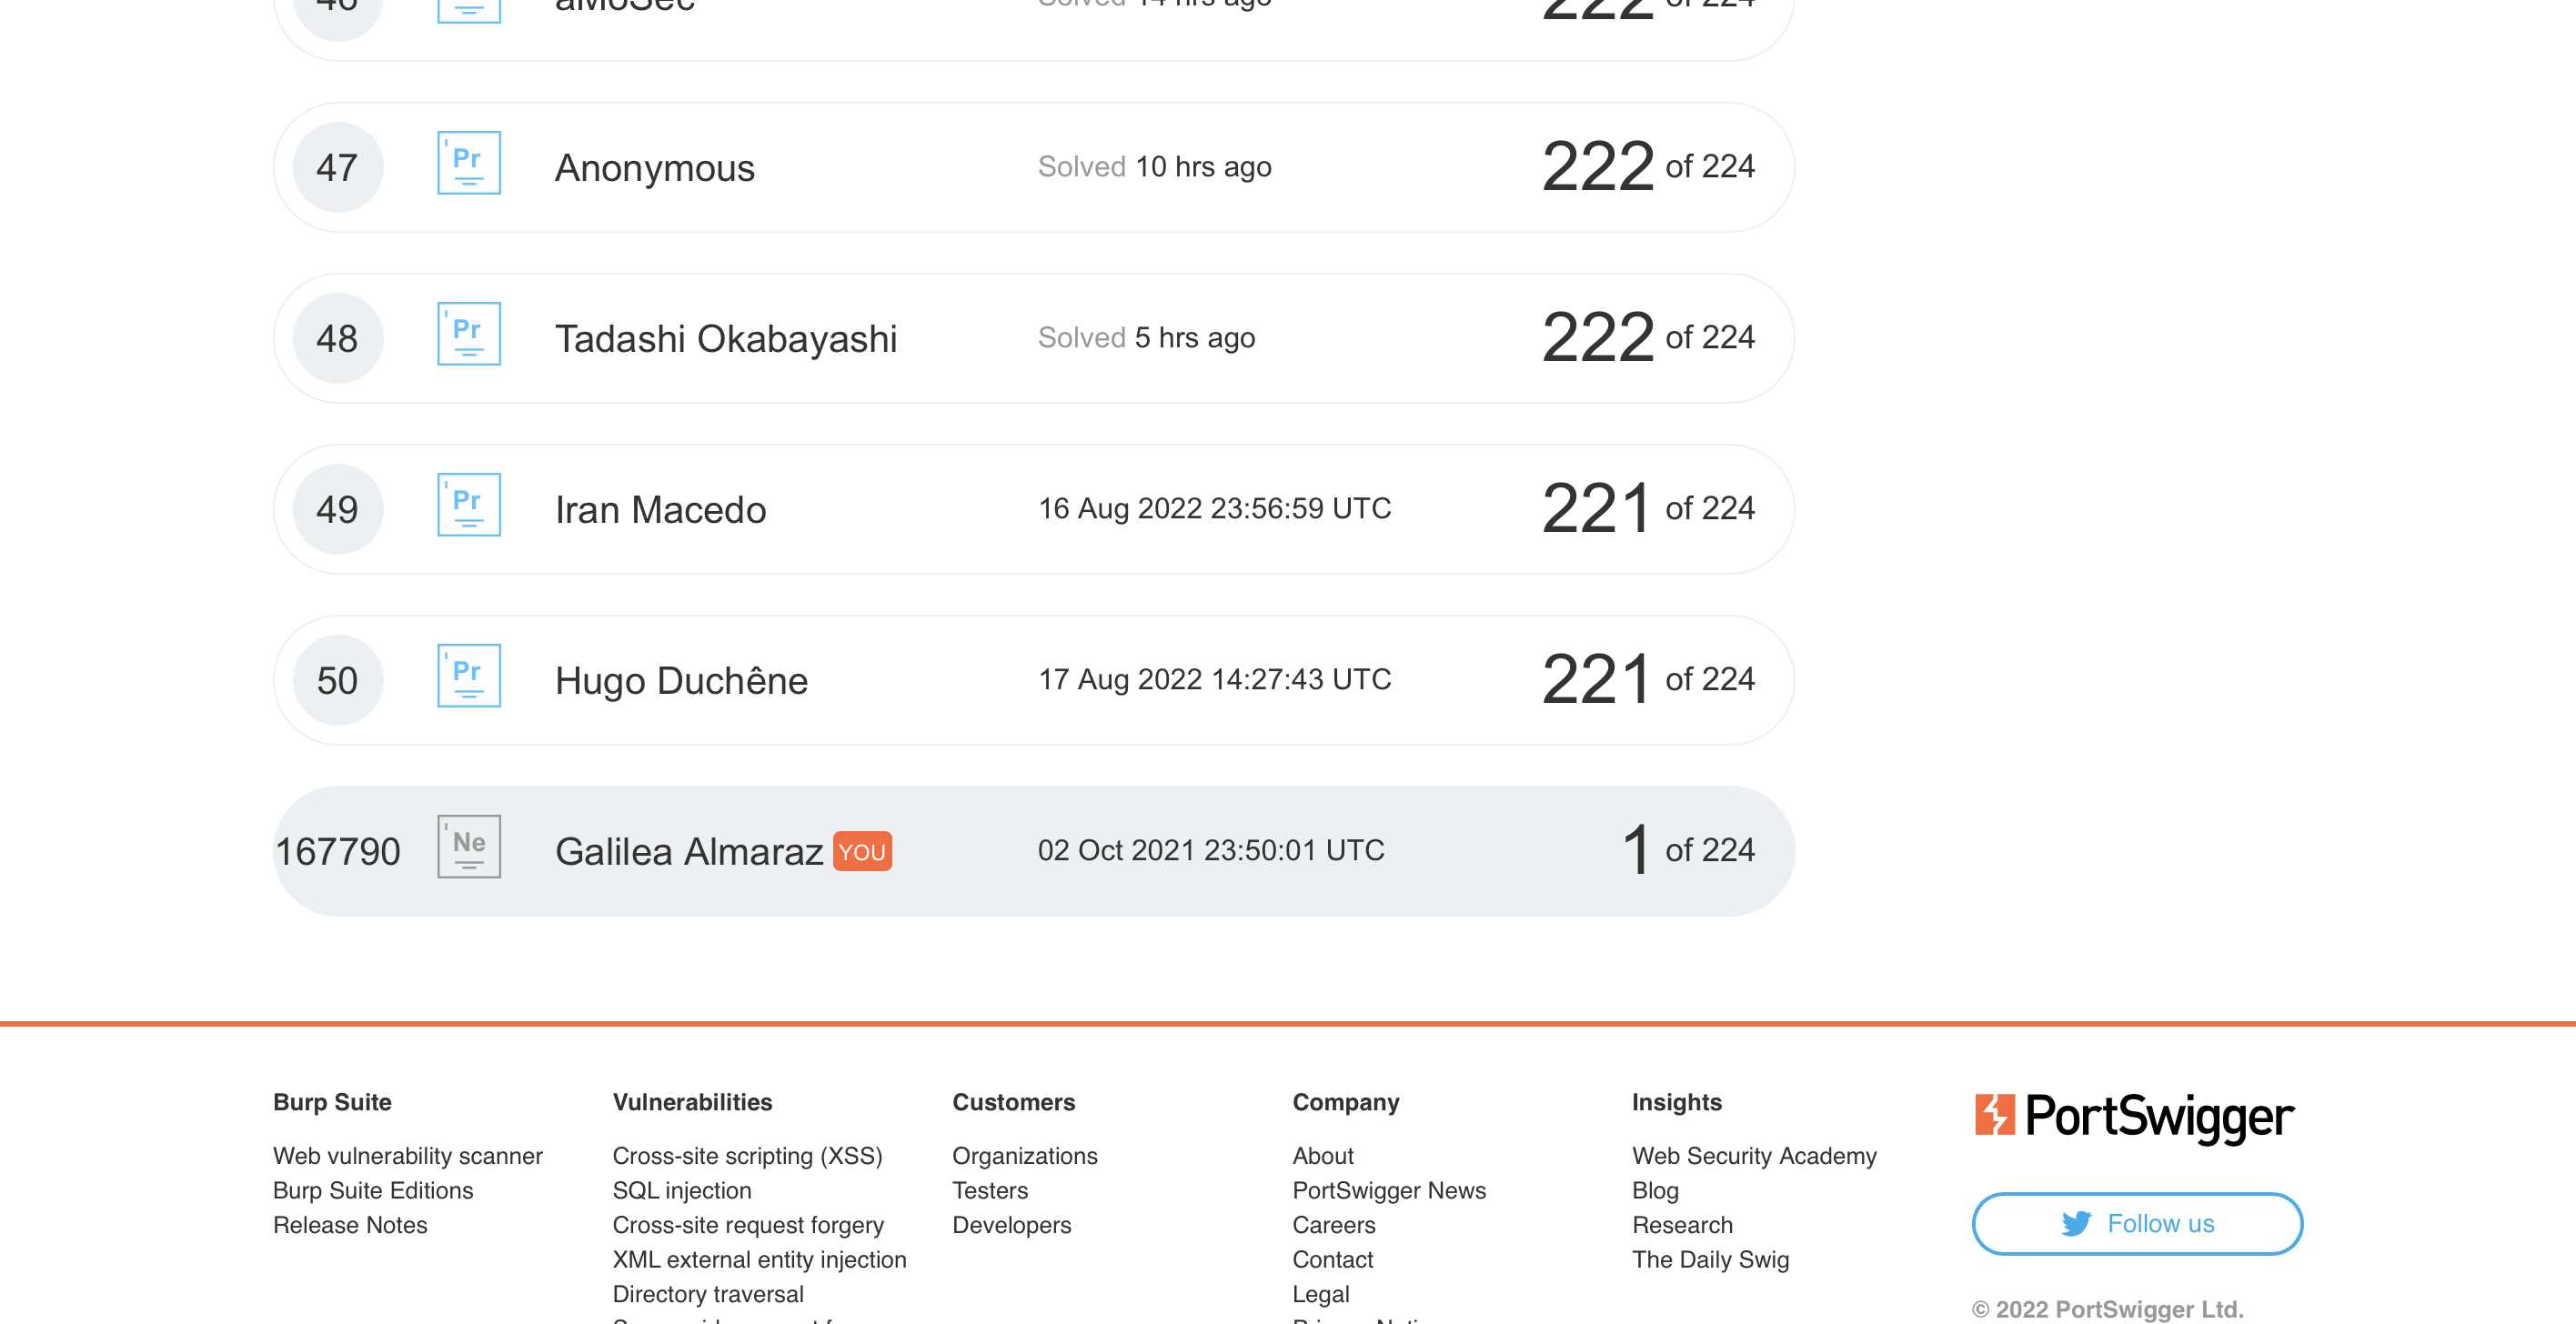 46 aMoSec Solved 14 hrs ago 222 of 224
47 Pr Anonymous Solved 10 hrs ago 222 of 224
48 Pr Tadashi Okabayashi Solved 5 hrs ago 222 of 224
49 Pr Iran Macedo 16 Aug 2022 23:56:59 UTC 221 of 224
50 Pr Hugo Duchêne 17 Aug 2022 14:27:43 UTC 221 of 224
167790 Ne Galilea Almaraz YOU 02 Oct 2021 23:50:01 UTC 1 of 224
Burp Suite
Web vulnerability scanner
Burp Suite Editions
Release Notes
Vulnerabilities
Cross-site scripting (XSS)
SQL injection
Cross-site request forgery
XML external entity injection
Directory traversal
Customers
Organizations
Testers
Developers
Company
About
PortSwigger News
Careers
Contact
Legal
Insights
Web Security Academy
Blog
Research
The Daily Swig
PortSwigger
Follow us
© 2022 PortSwigger Ltd.